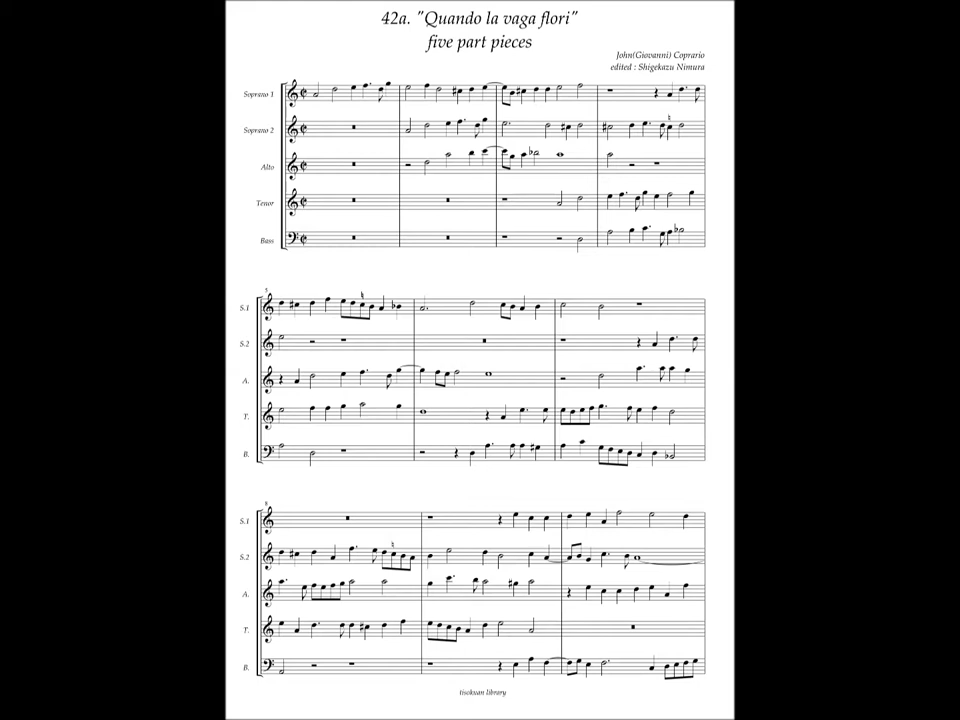 42a. "Quando la vaga flori"
five part pieces
John(Giovanni) Coprario
edited : Shigekazu Nimura
Soprano 1
Soprano 2
Alto
Tenor
Bass
5
S.1
S.2
A.
T.
B.
8
S.1
S.2
A.
T.
B.
tisokuan library